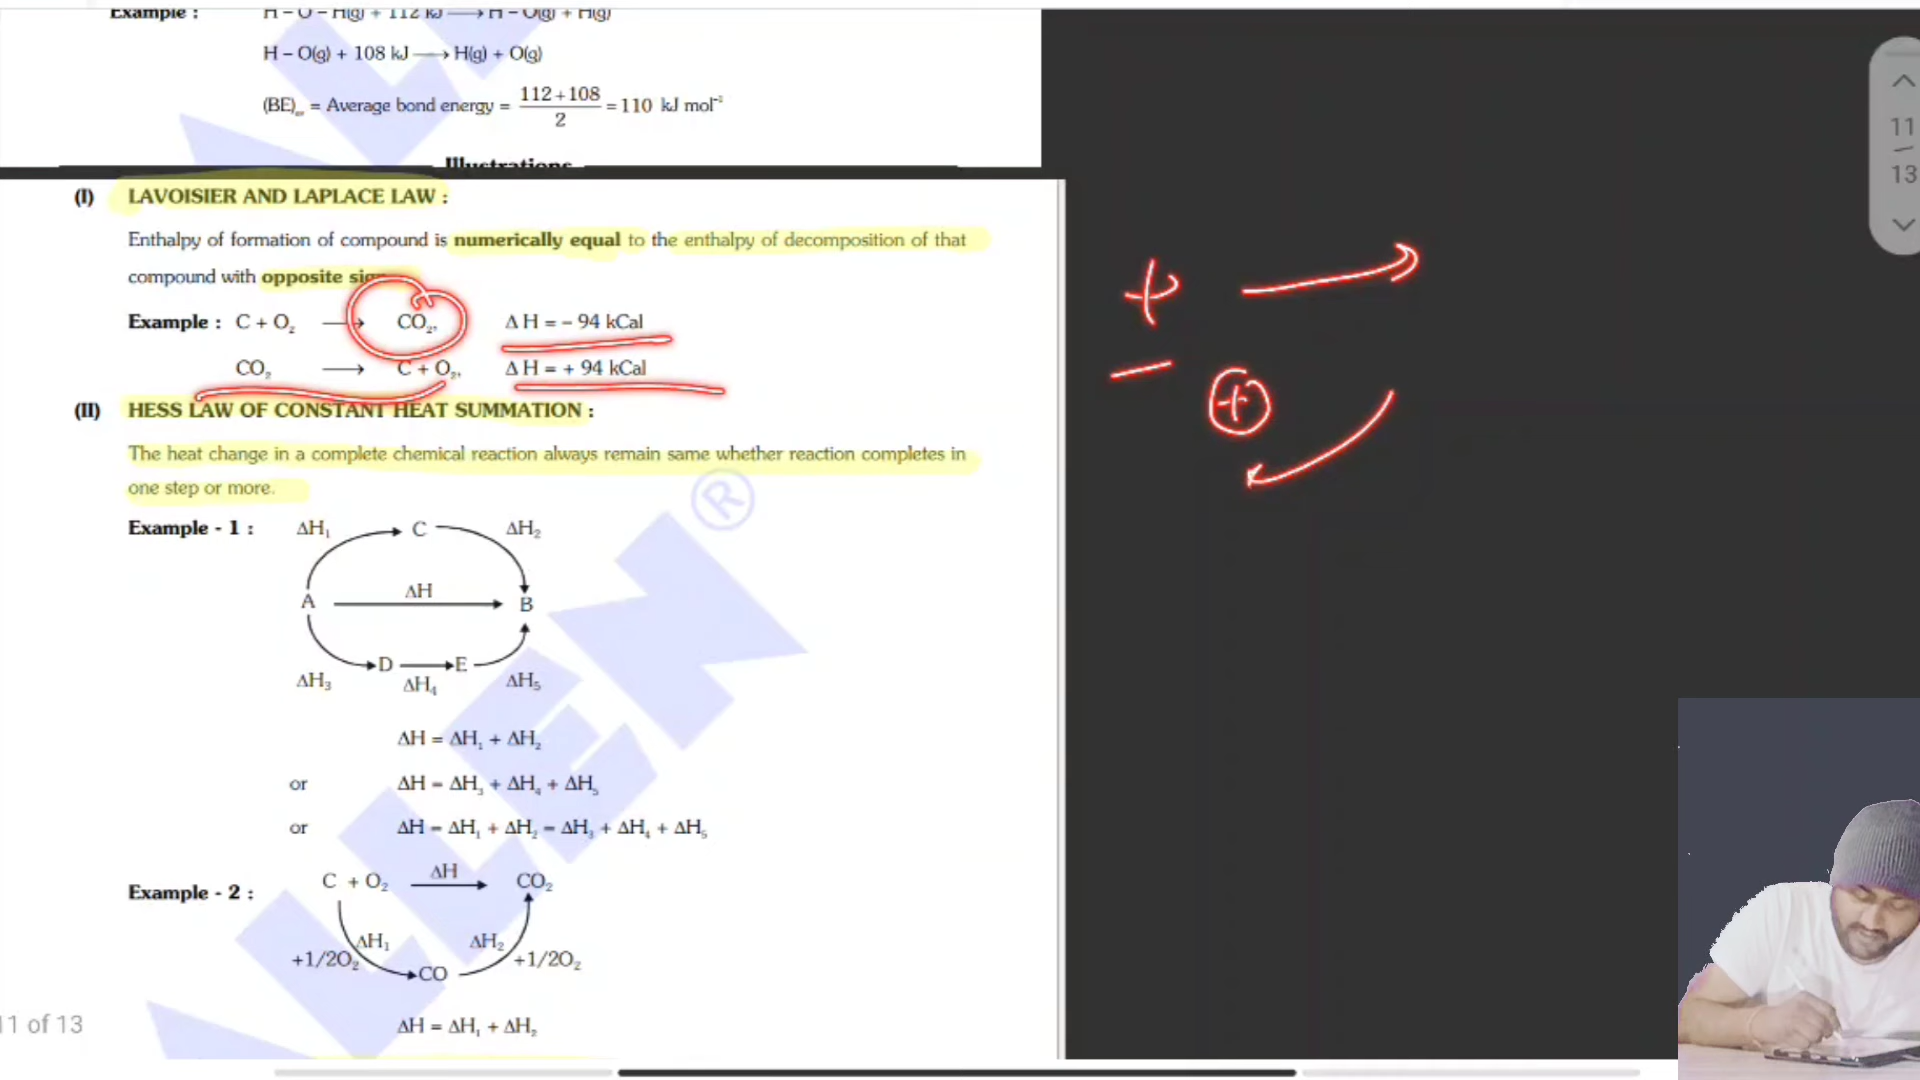 Example : H – O – H(g) + 112 kJ ⟶ H – O(g) + H(g)
H – O(g) + 108 kJ ⟶ H(g) + O(g)
(BE)av = Average bond energy = (112 + 108)/2 = 110 kJ mol⁻¹
Illustrations
(I) LAVOISIER AND LAPLACE LAW :
Enthalpy of formation of compound is numerically equal to the enthalpy of decomposition of that
compound with opposite
Example : C + O₂ ⟶ CO₂, ΔH = – 94 kCal
CO₂ ⟶ C + O₂, ΔH = + 94 kCal
(II) HESS LAW OF CONSTANT HEAT SUMMATION :
The heat change in a complete chemical reaction always remain same whether reaction completes in
one step or more.
Example - 1 : ΔH₁ C ΔH₂
ΔH
A B
D E
ΔH₃ ΔH₄ ΔH₅
ΔH = ΔH₁ + ΔH₂
or ΔH = ΔH₃ + ΔH₄ + ΔH₅
or ΔH = ΔH₁ + ΔH₂ = ΔH₃ + ΔH₄ + ΔH₅
Example - 2 : C + O₂ ΔH CO₂
ΔH₁ ΔH₂
+1/2O₂ +1/2O₂
CO
ΔH = ΔH₁ + ΔH₂
11 of 13
ALLEN®
+
–
+
11
13